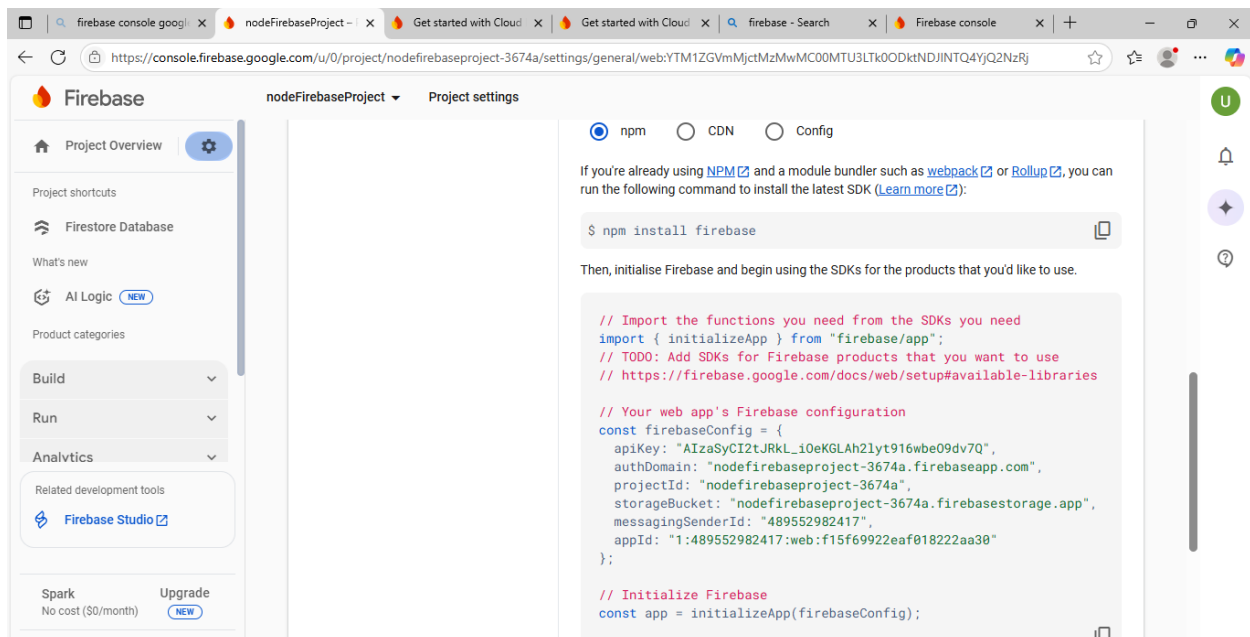 firebase console googl
nodeFirebaseProject –
Get started with Cloud
Get started with Cloud
firebase - Search
Firebase console
https://console.firebase.google.com/u/0/project/nodefirebaseproject-3674a/settings/general/web:YTM1ZGVmMjctMzMwMC00MTU3LTk0ODktNDJlNTQ4YjQ2NzRj
Firebase
nodeFirebaseProject
Project settings
U
Project Overview
Project shortcuts
Firestore Database
What's new
AI Logic NEW
Product categories
Build
Run
Analytics
Related development tools
Firebase Studio
Spark
No cost ($0/month)
Upgrade
NEW
npm CDN Config
If you're already using NPM and a module bundler such as webpack or Rollup, you can
run the following command to install the latest SDK (Learn more):
$ npm install firebase
Then, initialise Firebase and begin using the SDKs for the products that you'd like to use.
// Import the functions you need from the SDKs you need
import { initializeApp } from "firebase/app";
// TODO: Add SDKs for Firebase products that you want to use
// https://firebase.google.com/docs/web/setup#available-libraries
// Your web app's Firebase configuration
const firebaseConfig = {
apiKey: "AIzaSyCI2tJRkL_iOeKGLAh2lyt916wbeO9dv7Q",
authDomain: "nodefirebaseproject-3674a.firebaseapp.com",
projectId: "nodefirebaseproject-3674a",
storageBucket: "nodefirebaseproject-3674a.firebasestorage.app",
messagingSenderId: "489552982417",
appId: "1:489552982417:web:f15f69922eaf018222aa30"
};
// Initialize Firebase
const app = initializeApp(firebaseConfig);